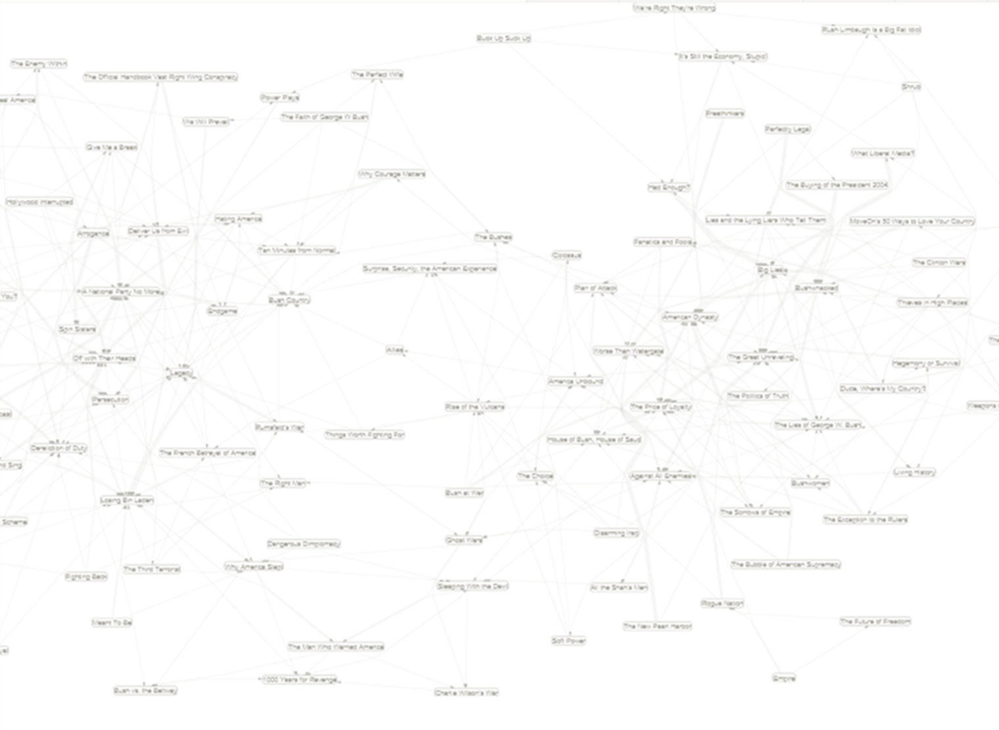 We're Right They're Wrong
Rush Limbaugh Is a Big Fat Idiot
Buck Up Suck Up
It's Still the Economy, Stupid
The Enemy Within
The Official Handbook Vast Right Wing Conspiracy
The Perfect Wife
Shrub
Power Plays
America
Freethinkers
The Faith of George W Bush
We Will Prevail
Perfectly Legal
Give Me a Break
What Liberal Media?
Why Courage Matters
Had Enough?
The Buying of the President 2004
Hollywood Interrupted
Hating America
Lies and the Lying Liars Who Tell Them
MoveOn's 50 Ways to Love Your Country
Arrogance
Deliver Us from Evil
The Bushes
Fanatics and Fools
Ten Minutes from Normal
Colossus
The Clinton Wars
Surprise, Security, the American Experience
Big Lies
Plan of Attack
Bushwhacked
A National Party No More
You?
Bush Country
Thieves in High Places
Endgame
American Dynasty
Spin Sisters
The
Allies
Worse Than Watergate
Off with Their Heads
The Great Unraveling
Hegemony or Survival
Legacy
America Unbound
Dude, Where's My Country?
Persecution
The Politics of Truth
Rise of the Vulcans
The Price of Loyalty
Weapons
Rumsfeld's War
The Lies of George W. Bush
Things Worth Fighting For
House of Bush, House of Saud
Dereliction of Duty
The French Betrayal of America
Sing
The Choice
Against All Enemies
Living History
The Right Man
Bushwomen
Bush at War
Losing Bin Laden
The Sorrows of Empire
Scheme
The Exception to the Rulers
Disarming Iraq
Ghost Wars
Dangerous Dimplomacy
Why America Slept
The Bubble of American Supremacy
The Third Terrorist
Fighting Back
Sleeping With the Devil
All the Shah's Men
Rogue Nation
Meant To Be
The Future of Freedom
The New Pearl Harbor
Soft Power
The Man Who Warned America
1000 Years for Revenge
Empire
Bush vs. the Beltway
Charlie Wilson's War